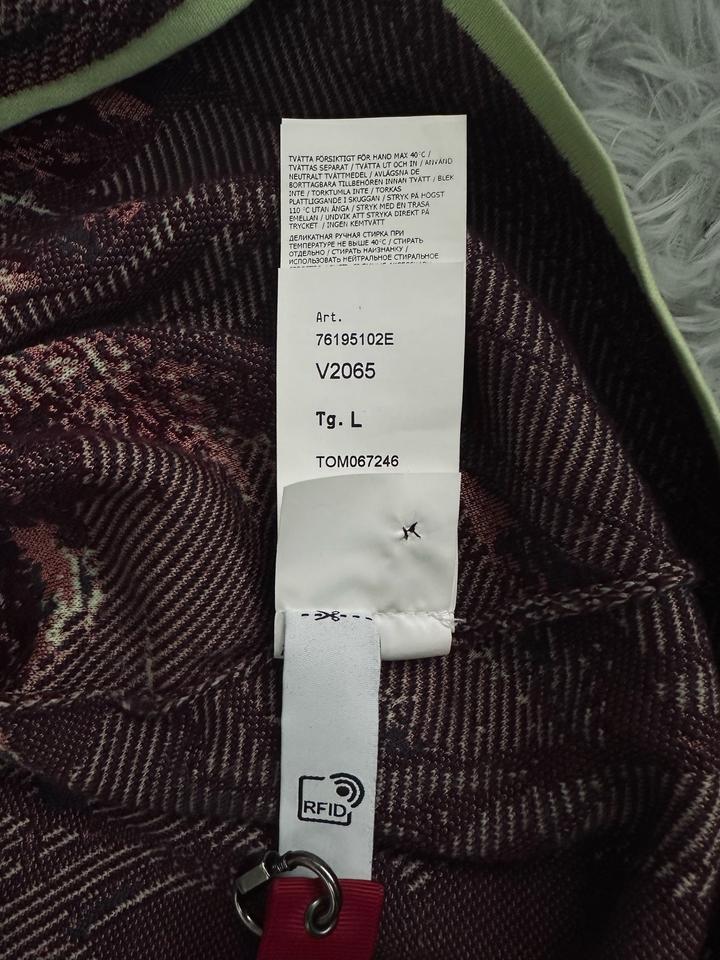 TVÄTTA FÖRSIKTIGT FÖR HAND MAX 40°C /
TVÄTTAS SEPARAT / TVÄTTA UT OCH IN / ANVÄND
NEUTRALT TVÄTTMEDEL / AVLÄGSNA DE
BORTTAGBARA TILLBEHÖREN INNAN TVÄTT / BLEK
INTE / TORKTUMLA INTE / TORKAS
PLATTLIGGANDE I SKUGGAN / STRYK PÅ HÖGST
110 °C UTAN ÅNGA / STRYK MED EN TRASA
EMELLAN / UNDVIK ATT STRYKA DIREKT PÅ
TRYCKET / INGEN KEMTVÄTT
ДЕЛИКАТНАЯ РУЧНАЯ СТИРКА ПРИ
ТЕМПЕРАТУРЕ НЕ ВЫШЕ 40°C / СТИРАТЬ
ОТДЕЛЬНО / СТИРАТЬ НАИЗНАНКУ /
ИСПОЛЬЗОВАТЬ НЕЙТРАЛЬНОЕ СТИРАЛЬНОЕ
Art.
76195102E
V2065
Tg. L
TOM067246
RFID